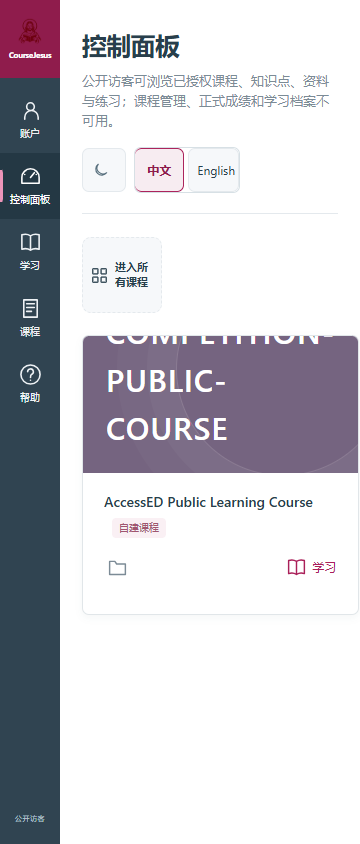 CourseJesus
账户
控制面板
学习
课程
帮助
公开访客
控制面板
公开访客可浏览已授权课程、知识点、资料
与练习；课程管理、正式成绩和学习档案不
可用。
中文
English
进入所
有课程
COMPETITION-
PUBLIC-
COURSE
AccessED Public Learning Course
自建课程
学习